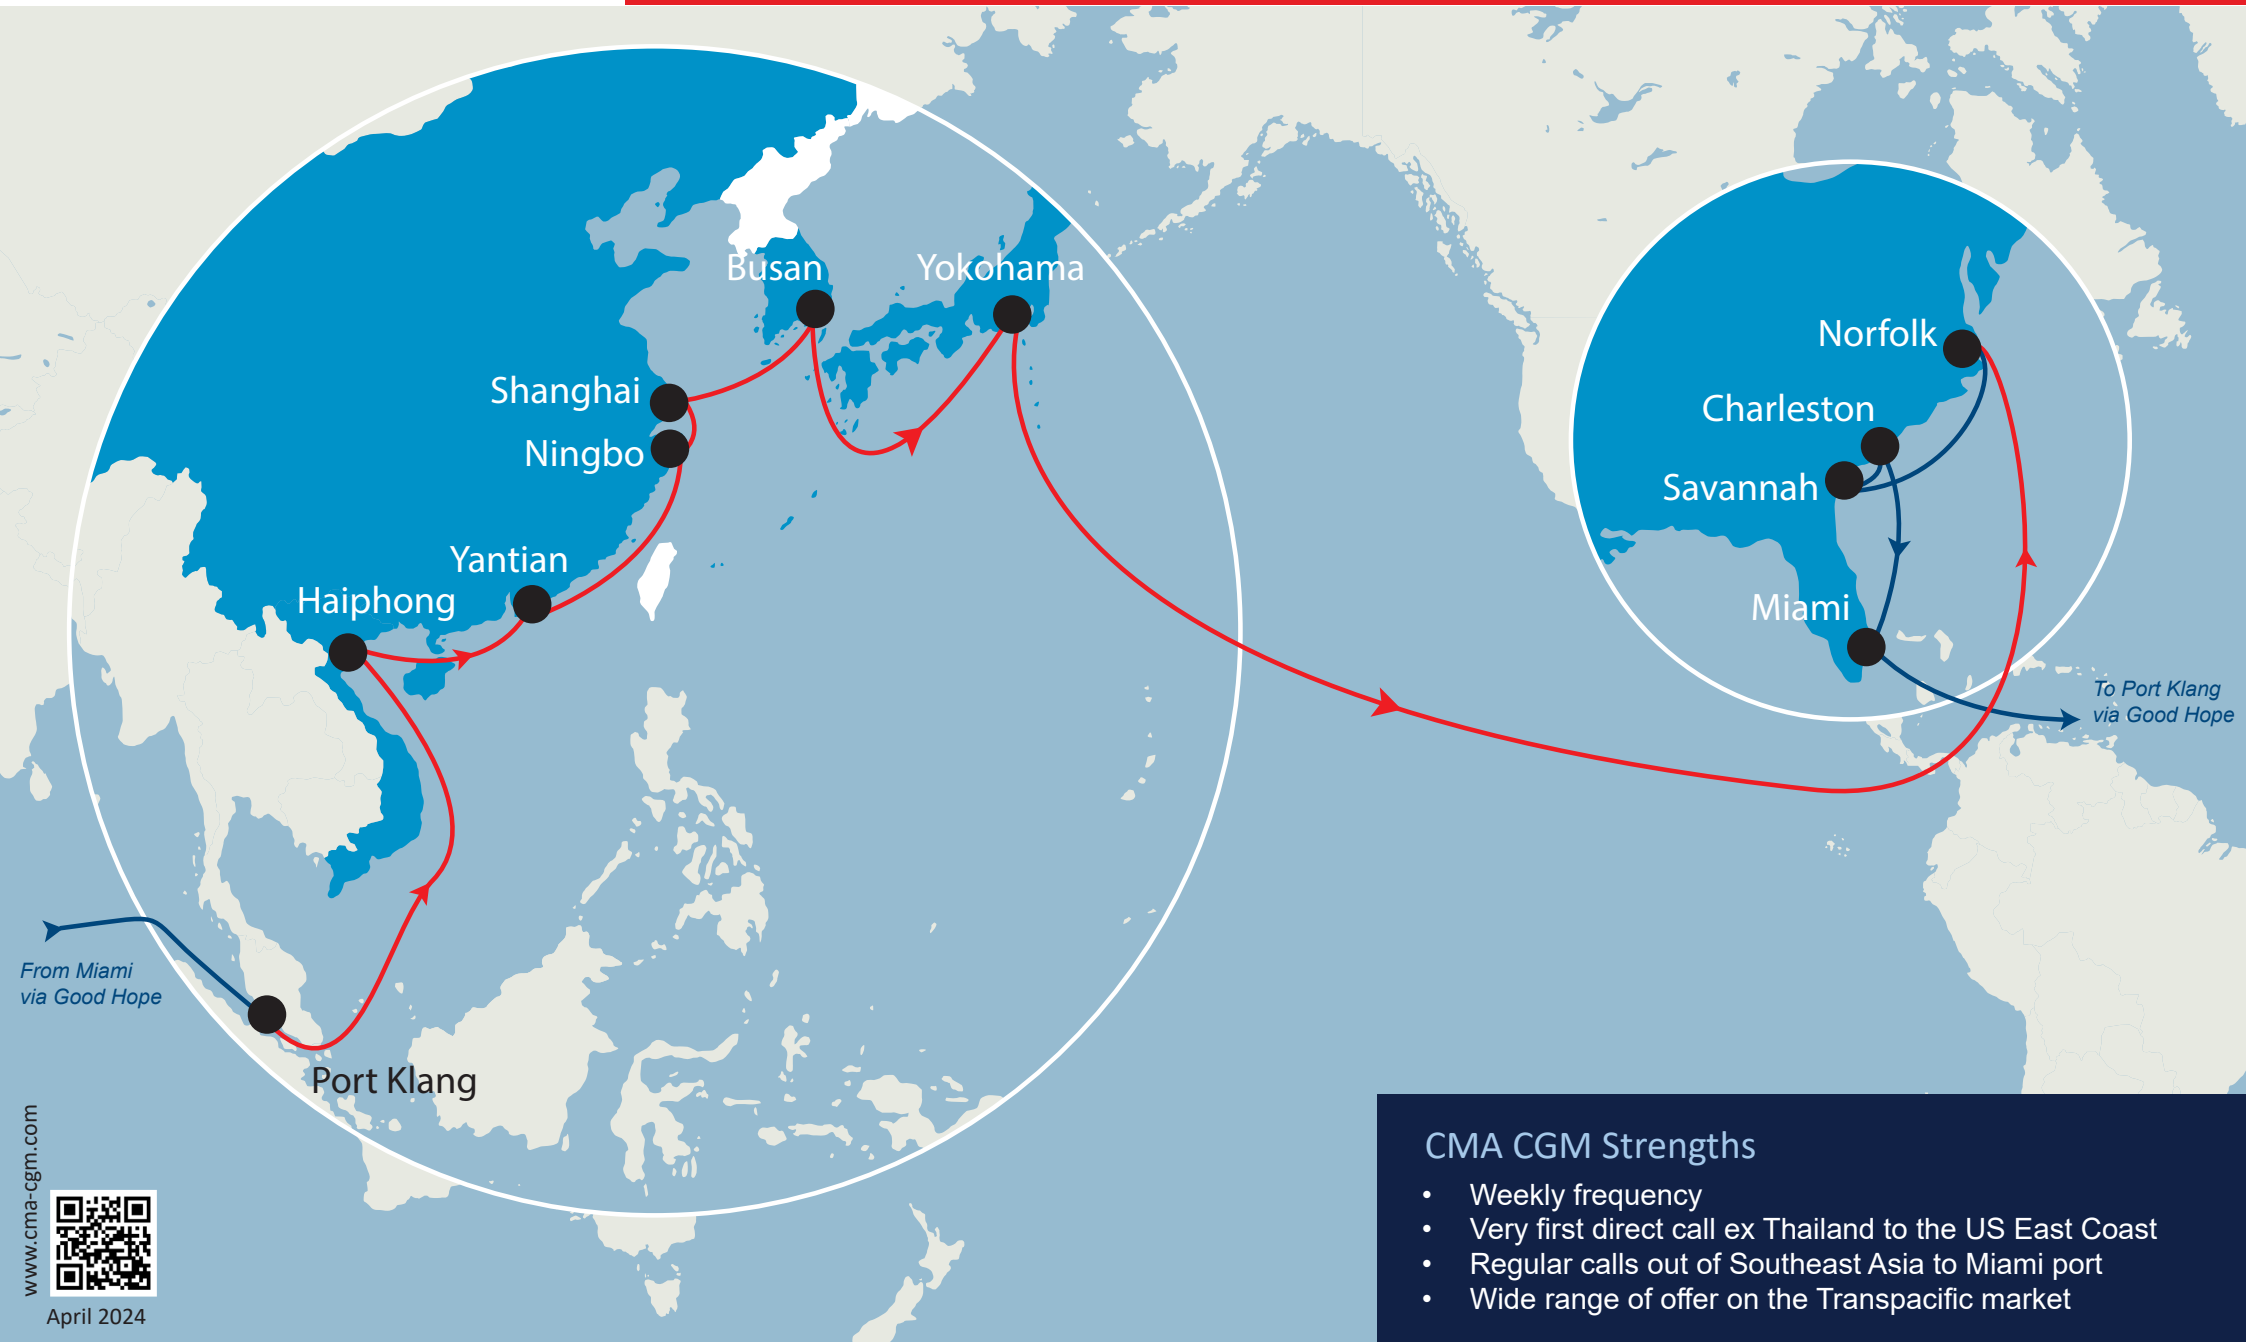 Busan
Yokohama
Shanghai
Ningbo
Yantian
Haiphong
Port Klang
From Miami
via Good Hope
Norfolk
Charleston
Savannah
Miami
To Port Klang
via Good Hope
www.cma-cgm.com
April 2024
CMA CGM Strengths
• Weekly frequency
• Very first direct call ex Thailand to the US East Coast
• Regular calls out of Southeast Asia to Miami port
• Wide range of offer on the Transpacific market